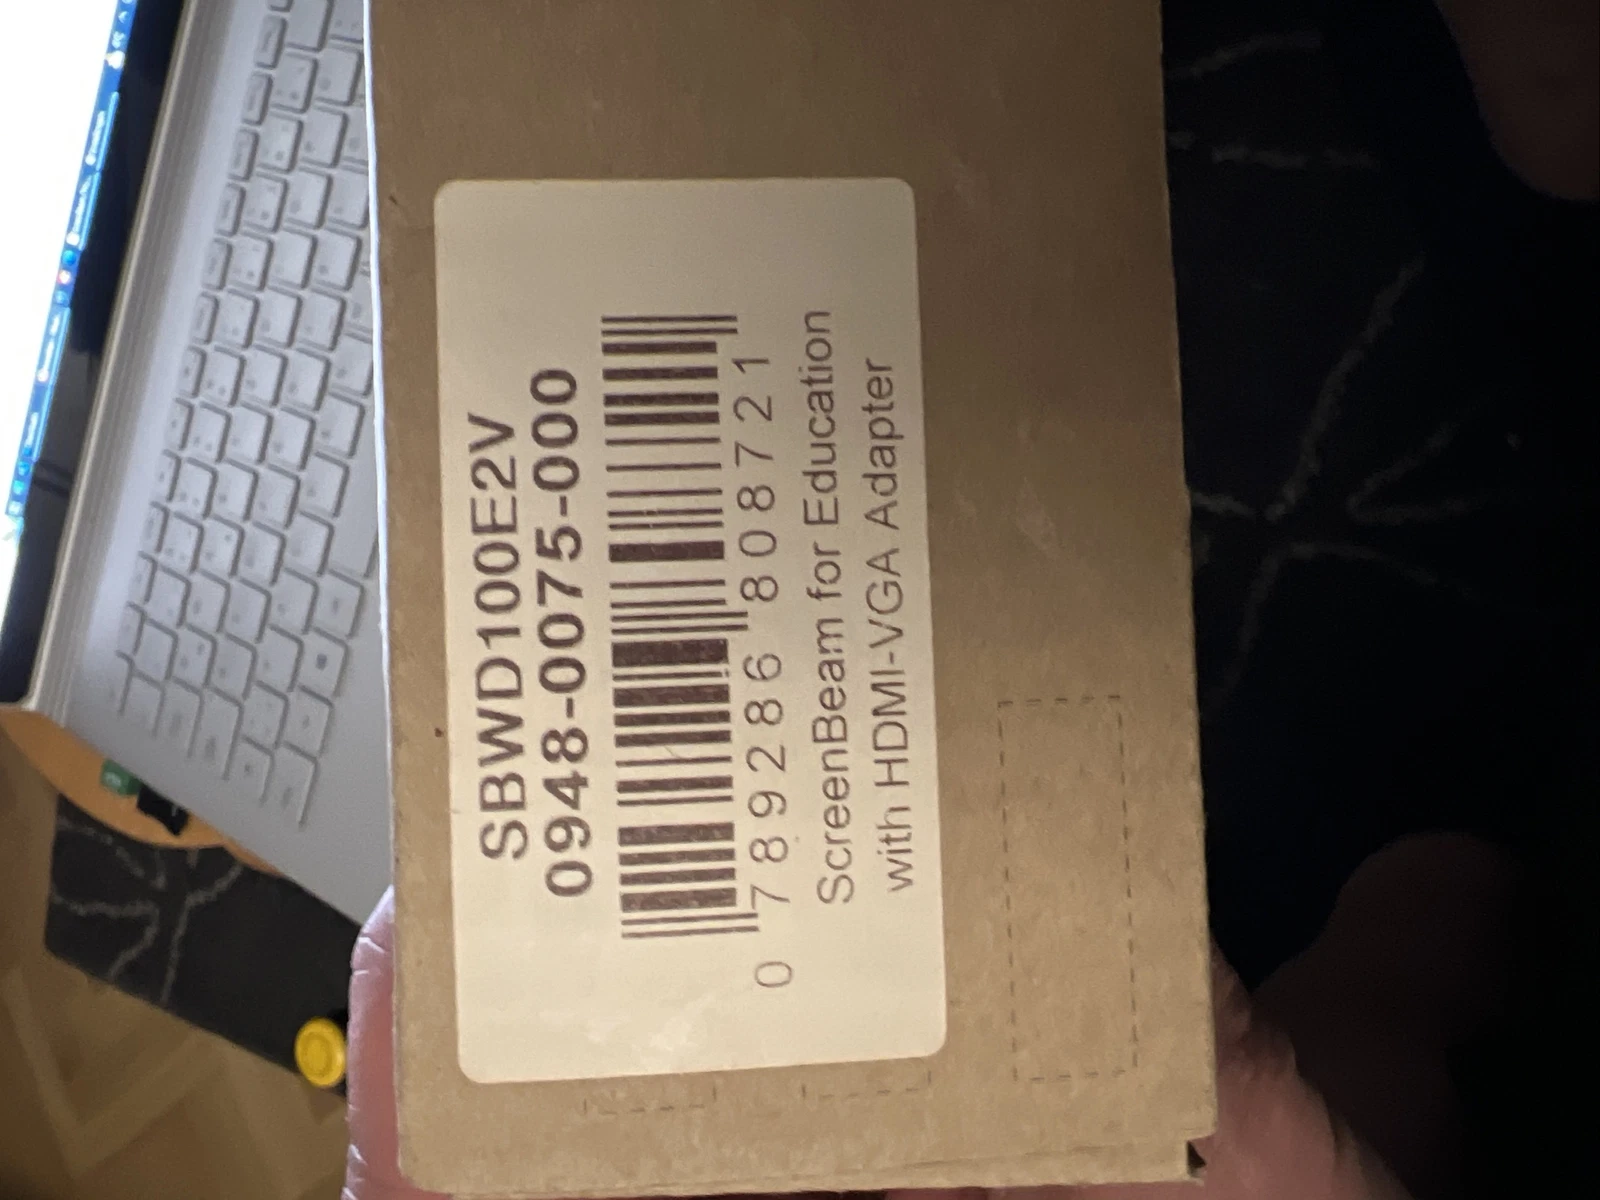 SBWD100E2V
0948-0075-000
0 789286 808721
ScreenBeam for Education
with HDMI-VGA Adapter